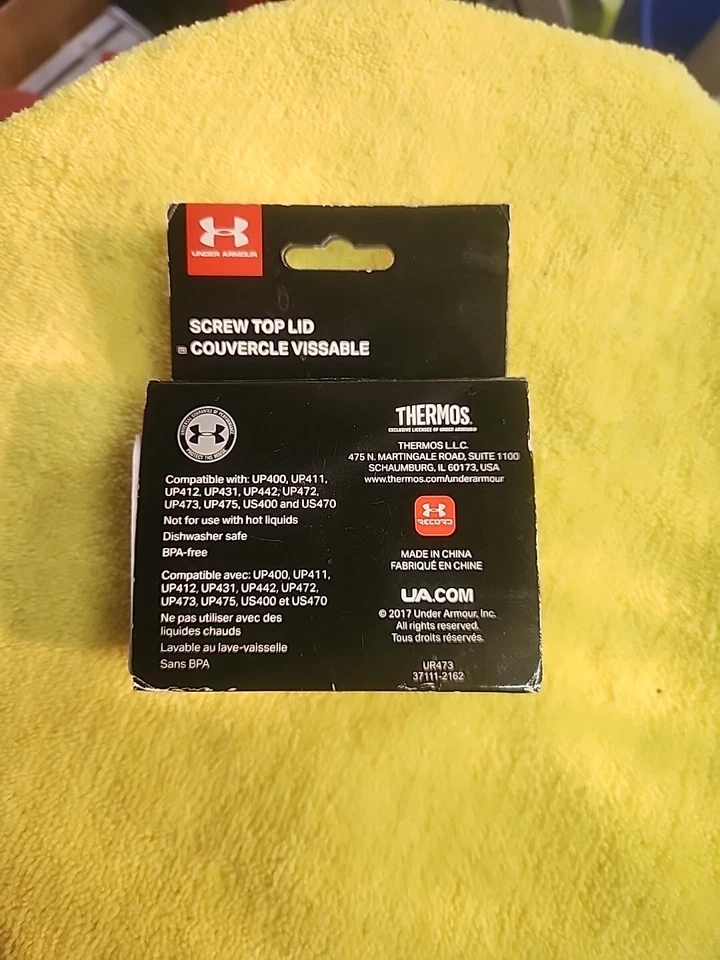 UNDER ARMOUR
SCREW TOP LID
COUVERCLE VISSABLE
UNIVERSAL GUARANTEE OF PERFORMANCE
PROTECT THIS HOUSE
Compatible with: UP400, UP411,
UP412, UP431, UP442, UP472,
UP473, UP475, US400 and US470
Not for use with hot liquids
Dishwasher safe
BPA-free
Compatible avec: UP400, UP411,
UP412, UP431, UP442, UP472,
UP473, UP475, US400 et US470
Ne pas utiliser avec des
liquides chauds
Lavable au lave-vaisselle
Sans BPA
THERMOS.
EXCLUSIVE LICENSEE OF UNDER ARMOUR®
THERMOS L.L.C.
475 N. MARTINGALE ROAD, SUITE 1100
SCHAUMBURG, IL 60173, USA
www.thermos.com/underarmour
RECORD
MADE IN CHINA
FABRIQUÉ EN CHINE
UA.COM
© 2017 Under Armour, Inc.
All rights reserved.
Tous droits réservés.
UR473
37111-2162